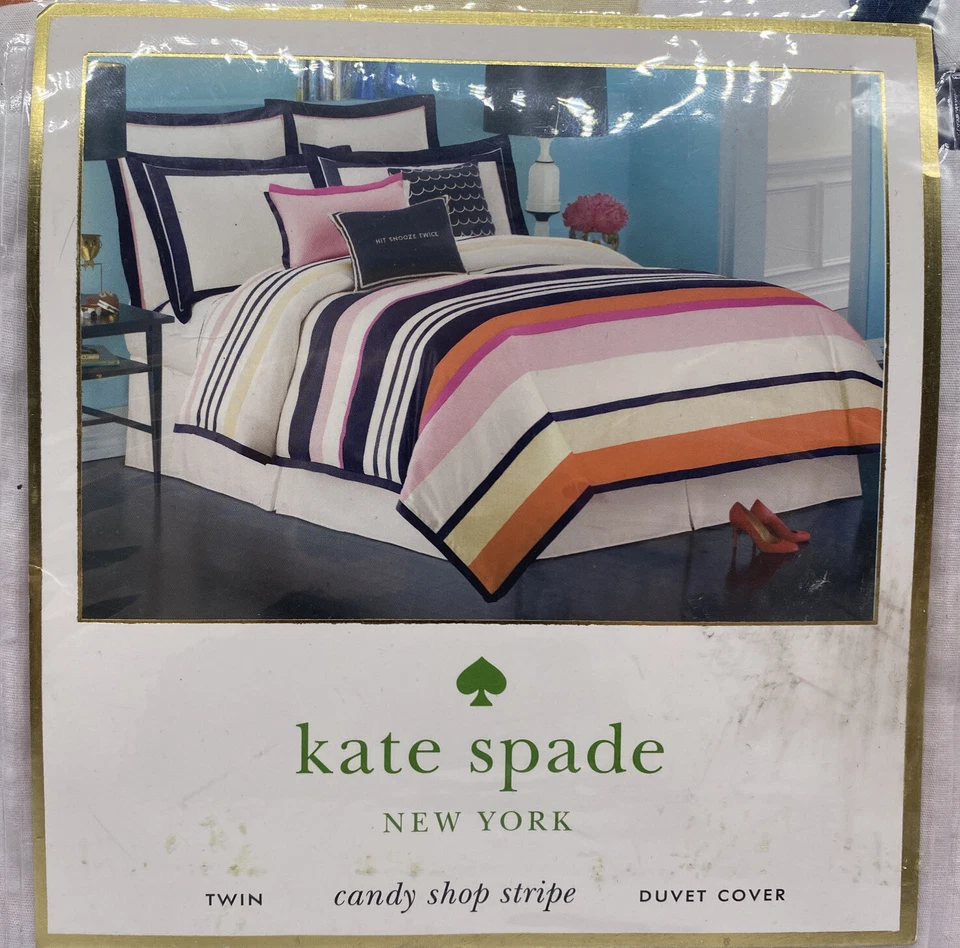 HIT SNOOZE TWICE
kate spade
NEW YORK
TWIN candy shop stripe DUVET COVER